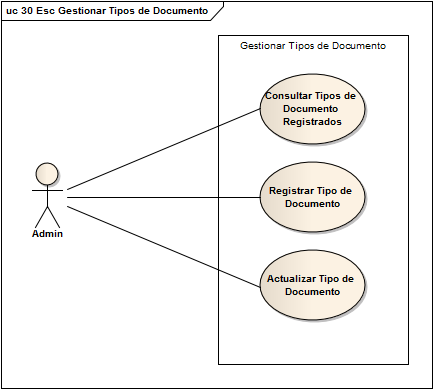 uc 30 Esc Gestionar Tipos de Documento
Gestionar Tipos de Documento
Consultar Tipos de
Documento
Registrados
Registrar Tipo de
Documento
Admin
Actualizar Tipo de
Documento